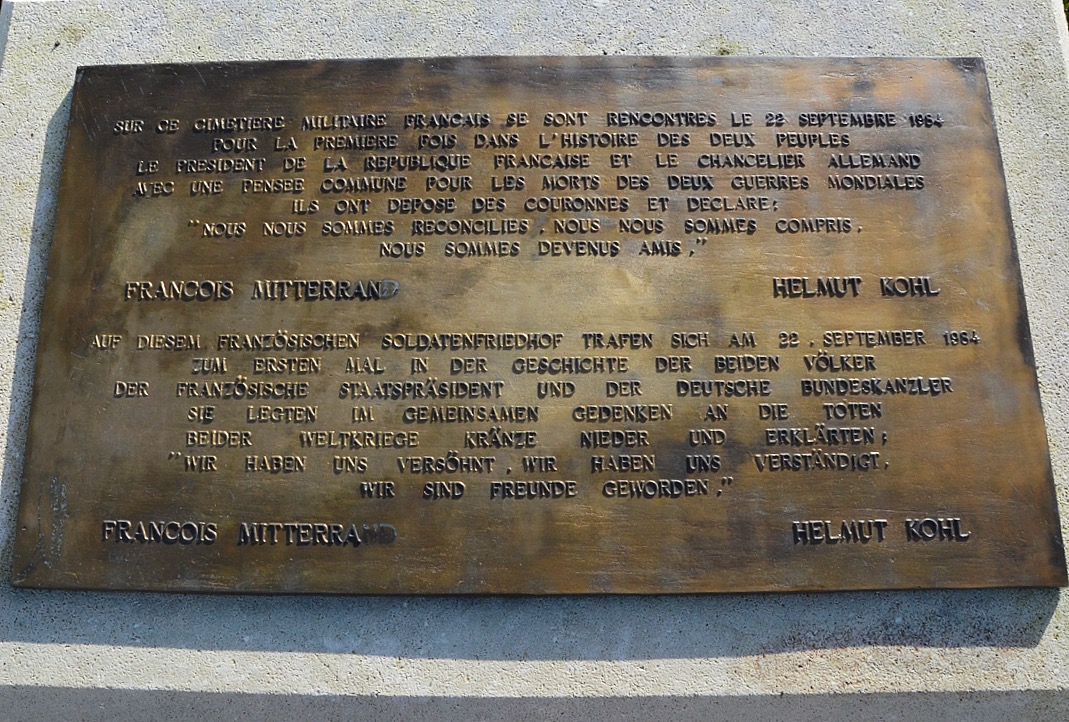 SUR CE CIMETIERE MILITAIRE FRANCAIS SE SONT RENCONTRES LE 22 SEPTEMBRE 1984
POUR LA PREMIERE FOIS DANS L'HISTOIRE DES DEUX PEUPLES
LE PRESIDENT DE LA REPUBLIQUE FRANCAISE ET LE CHANCELIER ALLEMAND
AVEC UNE PENSEE COMMUNE POUR LES MORTS DES DEUX GUERRES MONDIALES
ILS ONT DEPOSE DES COURONNES ET DECLARE:
"NOUS NOUS SOMMES RECONCILIES. NOUS NOUS SOMMES COMPRIS.
NOUS SOMMES DEVENUS AMIS."
FRANCOIS MITTERRAND HELMUT KOHL
AUF DIESEM FRANZÖSISCHEN SOLDATENFRIEDHOF TRAFEN SICH AM 22. SEPTEMBER 1984
ZUM ERSTEN MAL IN DER GESCHICHTE DER BEIDEN VÖLKER
DER FRANZÖSISCHE STAATSPRÄSIDENT UND DER DEUTSCHE BUNDESKANZLER
SIE LEGTEN IM GEMEINSAMEN GEDENKEN AN DIE TOTEN
BEIDER WELTKRIEGE KRÄNZE NIEDER UND ERKLÄRTEN:
"WIR HABEN UNS VERSÖHNT. WIR HABEN UNS VERSTÄNDIGT.
WIR SIND FREUNDE GEWORDEN."
FRANCOIS MITTERRAND HELMUT KOHL